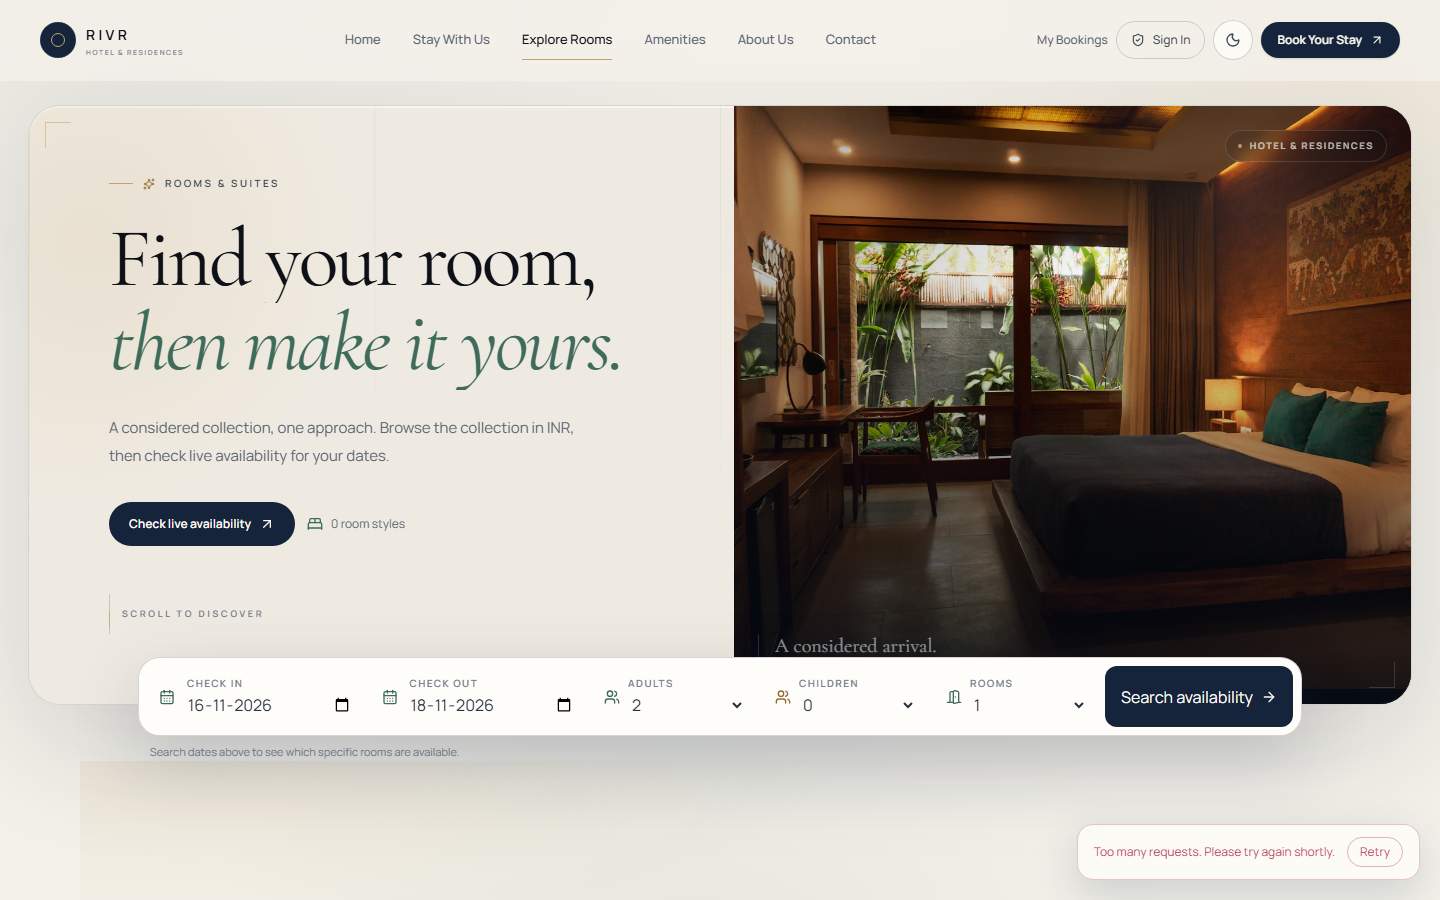 RIVR
HOTEL & RESIDENCES
Home
Stay With Us
Explore Rooms
Amenities
About Us
Contact
My Bookings
Sign In
Book Your Stay
HOTEL & RESIDENCES
ROOMS & SUITES
Find your room,
then make it yours.
A considered collection, one approach. Browse the collection in INR,
then check live availability for your dates.
Check live availability
0 room styles
SCROLL TO DISCOVER
A considered arrival.
CHECK IN
16-11-2026
CHECK OUT
18-11-2026
ADULTS
2
CHILDREN
0
ROOMS
1
Search availability
Search dates above to see which specific rooms are available.
Too many requests. Please try again shortly.
Retry